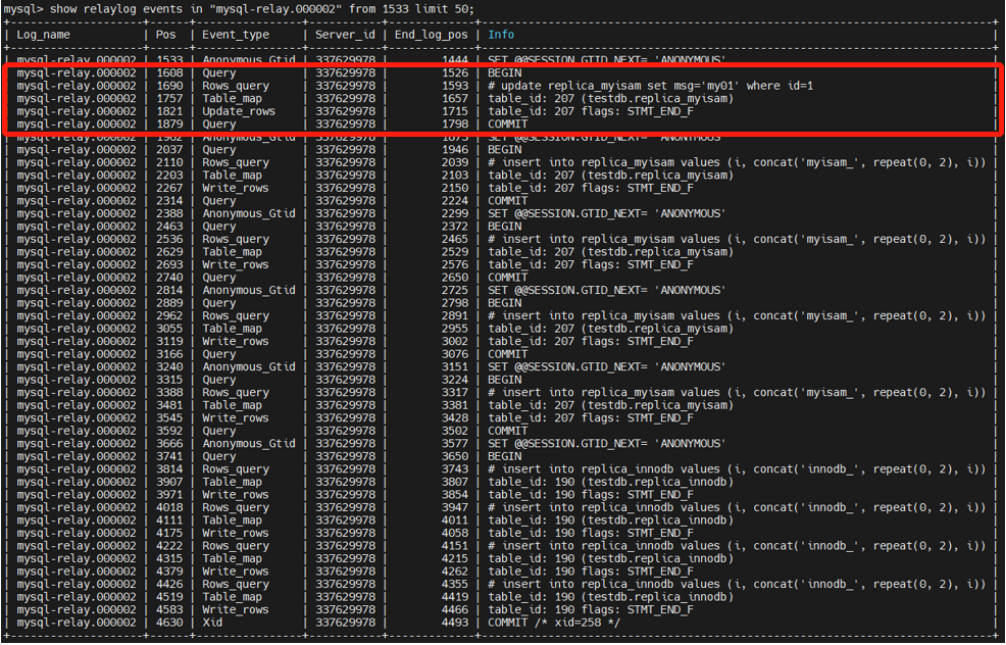 mysql> show relaylog events in "mysql-relay.000002" from 1533 limit 50;
| Log_name | Pos | Event_type | Server_id | End_log_pos | Info |
| mysql-relay.000002 | 1533 | Anonymous_Gtid | 337629978 | 1444 | SET @@SESSION.GTID_NEXT= 'ANONYMOUS' |
| mysql-relay.000002 | 1608 | Query | 337629978 | 1526 | BEGIN |
| mysql-relay.000002 | 1690 | Rows_query | 337629978 | 1593 | # update replica_myisam set msg='my01' where id=1 |
| mysql-relay.000002 | 1757 | Table_map | 337629978 | 1657 | table_id: 207 (testdb.replica_myisam) |
| mysql-relay.000002 | 1821 | Update_rows | 337629978 | 1715 | table_id: 207 flags: STMT_END_F |
| mysql-relay.000002 | 1879 | Query | 337629978 | 1798 | COMMIT |
| mysql-relay.000002 | 1962 | Anonymous_Gtid | 337629978 | 1873 | SET @@SESSION.GTID_NEXT= 'ANONYMOUS' |
| mysql-relay.000002 | 2037 | Query | 337629978 | 1946 | BEGIN |
| mysql-relay.000002 | 2110 | Rows_query | 337629978 | 2039 | # insert into replica_myisam values (i, concat('myisam_', repeat(0, 2), i)) |
| mysql-relay.000002 | 2203 | Table_map | 337629978 | 2103 | table_id: 207 (testdb.replica_myisam) |
| mysql-relay.000002 | 2267 | Write_rows | 337629978 | 2150 | table_id: 207 flags: STMT_END_F |
| mysql-relay.000002 | 2314 | Query | 337629978 | 2224 | COMMIT |
| mysql-relay.000002 | 2388 | Anonymous_Gtid | 337629978 | 2299 | SET @@SESSION.GTID_NEXT= 'ANONYMOUS' |
| mysql-relay.000002 | 2463 | Query | 337629978 | 2372 | BEGIN |
| mysql-relay.000002 | 2536 | Rows_query | 337629978 | 2465 | # insert into replica_myisam values (i, concat('myisam_', repeat(0, 2), i)) |
| mysql-relay.000002 | 2629 | Table_map | 337629978 | 2529 | table_id: 207 (testdb.replica_myisam) |
| mysql-relay.000002 | 2693 | Write_rows | 337629978 | 2576 | table_id: 207 flags: STMT_END_F |
| mysql-relay.000002 | 2740 | Query | 337629978 | 2650 | COMMIT |
| mysql-relay.000002 | 2814 | Anonymous_Gtid | 337629978 | 2725 | SET @@SESSION.GTID_NEXT= 'ANONYMOUS' |
| mysql-relay.000002 | 2889 | Query | 337629978 | 2798 | BEGIN |
| mysql-relay.000002 | 2962 | Rows_query | 337629978 | 2891 | # insert into replica_myisam values (i, concat('myisam_', repeat(0, 2), i)) |
| mysql-relay.000002 | 3055 | Table_map | 337629978 | 2955 | table_id: 207 (testdb.replica_myisam) |
| mysql-relay.000002 | 3119 | Write_rows | 337629978 | 3002 | table_id: 207 flags: STMT_END_F |
| mysql-relay.000002 | 3166 | Query | 337629978 | 3076 | COMMIT |
| mysql-relay.000002 | 3240 | Anonymous_Gtid | 337629978 | 3151 | SET @@SESSION.GTID_NEXT= 'ANONYMOUS' |
| mysql-relay.000002 | 3315 | Query | 337629978 | 3224 | BEGIN |
| mysql-relay.000002 | 3388 | Rows_query | 337629978 | 3317 | # insert into replica_myisam values (i, concat('myisam_', repeat(0, 2), i)) |
| mysql-relay.000002 | 3481 | Table_map | 337629978 | 3381 | table_id: 207 (testdb.replica_myisam) |
| mysql-relay.000002 | 3545 | Write_rows | 337629978 | 3428 | table_id: 207 flags: STMT_END_F |
| mysql-relay.000002 | 3592 | Query | 337629978 | 3502 | COMMIT |
| mysql-relay.000002 | 3666 | Anonymous_Gtid | 337629978 | 3577 | SET @@SESSION.GTID_NEXT= 'ANONYMOUS' |
| mysql-relay.000002 | 3741 | Query | 337629978 | 3650 | BEGIN |
| mysql-relay.000002 | 3814 | Rows_query | 337629978 | 3743 | # insert into replica_innodb values (i, concat('innodb_', repeat(0, 2), i)) |
| mysql-relay.000002 | 3907 | Table_map | 337629978 | 3807 | table_id: 190 (testdb.replica_innodb) |
| mysql-relay.000002 | 3971 | Write_rows | 337629978 | 3854 | table_id: 190 flags: STMT_END_F |
| mysql-relay.000002 | 4018 | Rows_query | 337629978 | 3947 | # insert into replica_innodb values (i, concat('innodb_', repeat(0, 2), i)) |
| mysql-relay.000002 | 4111 | Table_map | 337629978 | 4011 | table_id: 190 (testdb.replica_innodb) |
| mysql-relay.000002 | 4175 | Write_rows | 337629978 | 4058 | table_id: 190 flags: STMT_END_F |
| mysql-relay.000002 | 4222 | Rows_query | 337629978 | 4151 | # insert into replica_innodb values (i, concat('innodb_', repeat(0, 2), i)) |
| mysql-relay.000002 | 4315 | Table_map | 337629978 | 4215 | table_id: 190 (testdb.replica_innodb) |
| mysql-relay.000002 | 4379 | Write_rows | 337629978 | 4262 | table_id: 190 flags: STMT_END_F |
| mysql-relay.000002 | 4426 | Rows_query | 337629978 | 4355 | # insert into replica_innodb values (i, concat('innodb_', repeat(0, 2), i)) |
| mysql-relay.000002 | 4519 | Table_map | 337629978 | 4419 | table_id: 190 (testdb.replica_innodb) |
| mysql-relay.000002 | 4583 | Write_rows | 337629978 | 4466 | table_id: 190 flags: STMT_END_F |
| mysql-relay.000002 | 4630 | Xid | 337629978 | 4493 | COMMIT /* xid=258 */ |